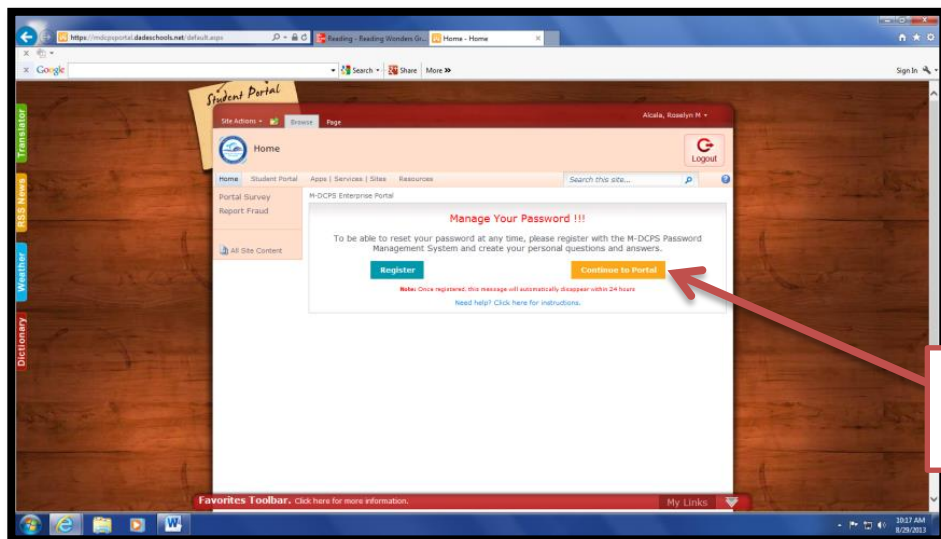 https://mdcpsportal.dadeschools.net/default.aspx
Reading - Reading Wonders Gr...
Home - Home
Google
Search
Share
More »
Sign In
Student Portal
Site Actions
Browse
Page
Alcala, Roselyn M
Home
Logout
Home
Student Portal
Apps | Services | Sites
Resources
Search this site...
Translator
RSS News
Weather
Dictionary
Portal Survey
Report Fraud
All Site Content
M-DCPS Enterprise Portal
Manage Your Password !!!
To be able to reset your password at any time, please register with the M-DCPS Password
Management System and create your personal questions and answers.
Register
Continue to Portal
Note: Once registered, this message will automatically disappear within 24 hours
Need help? Click here for instructions.
Favorites Toolbar. Click here for more information.
My Links
10:17 AM
8/29/2013